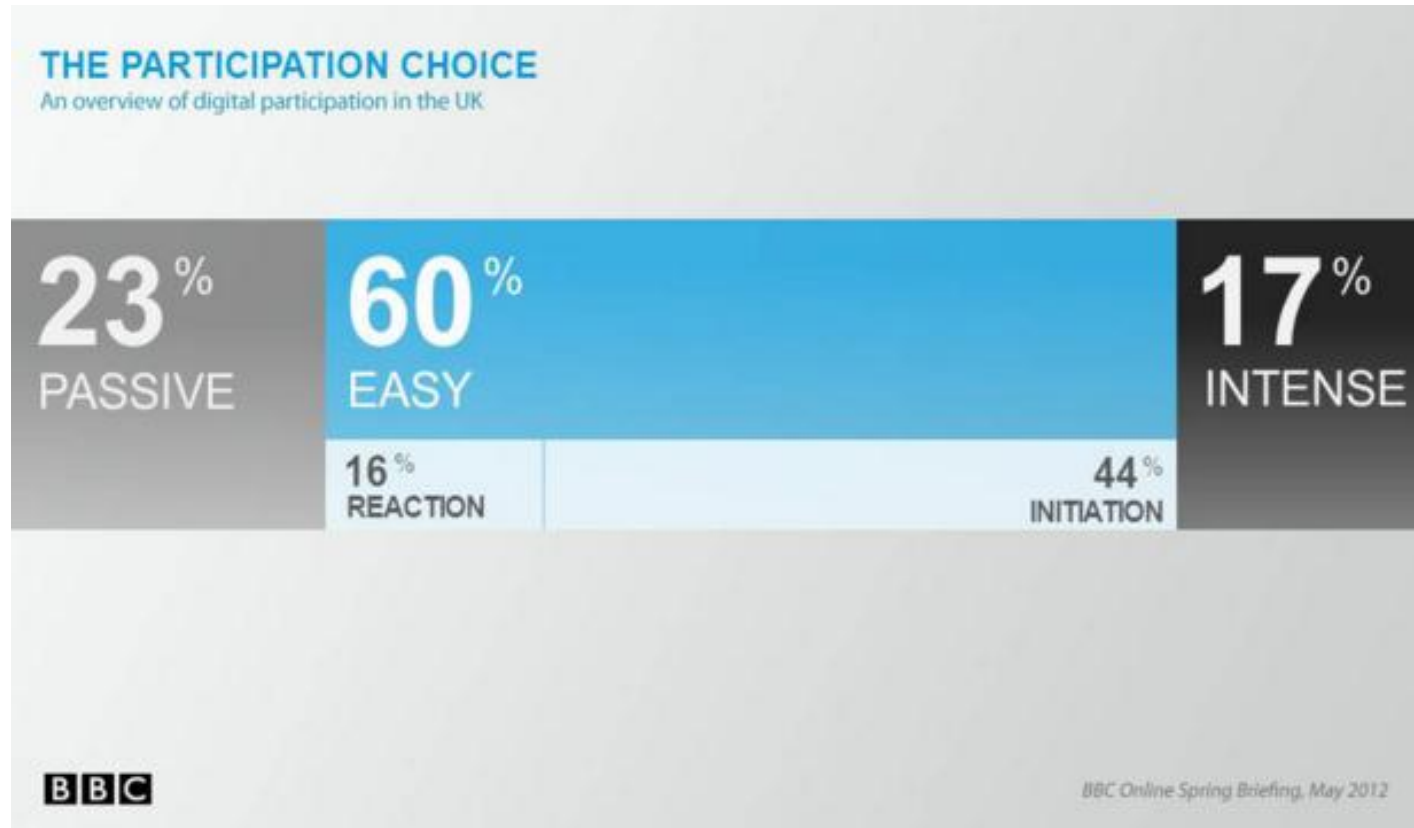 THE PARTICIPATION CHOICE
An overview of digital participation in the UK
23%
PASSIVE
60%
EASY
16%
REACTION
44%
INITIATION
17%
INTENSE
BBC
BBC Online Spring Briefing, May 2012